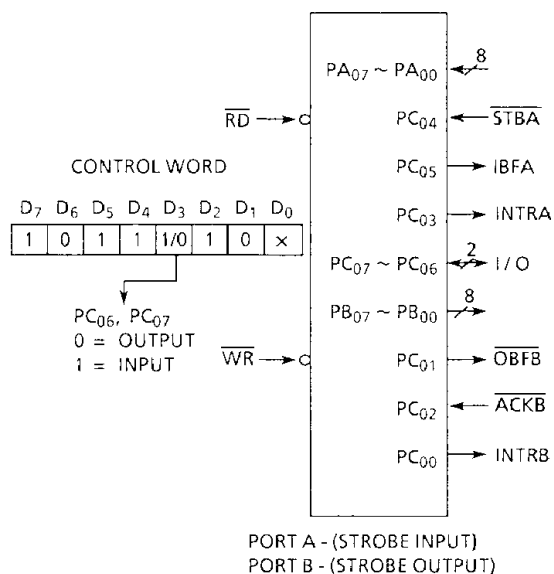 PA07 ~ PA00
8
RD
PC04
STBA
CONTROL WORD
PC05
IBFA
D7 D6 D5 D4 D3 D2 D1 D0
PC03
INTRA
1 0 1 1 1/0 1 0 ×
PC07 ~ PC06
2
I/O
PC06, PC07
0 = OUTPUT
1 = INPUT
PB07 ~ PB00
8
WR
PC01
OBFB
PC02
ACKB
PC00
INTRB
PORT A - (STROBE INPUT)
PORT B - (STROBE OUTPUT)